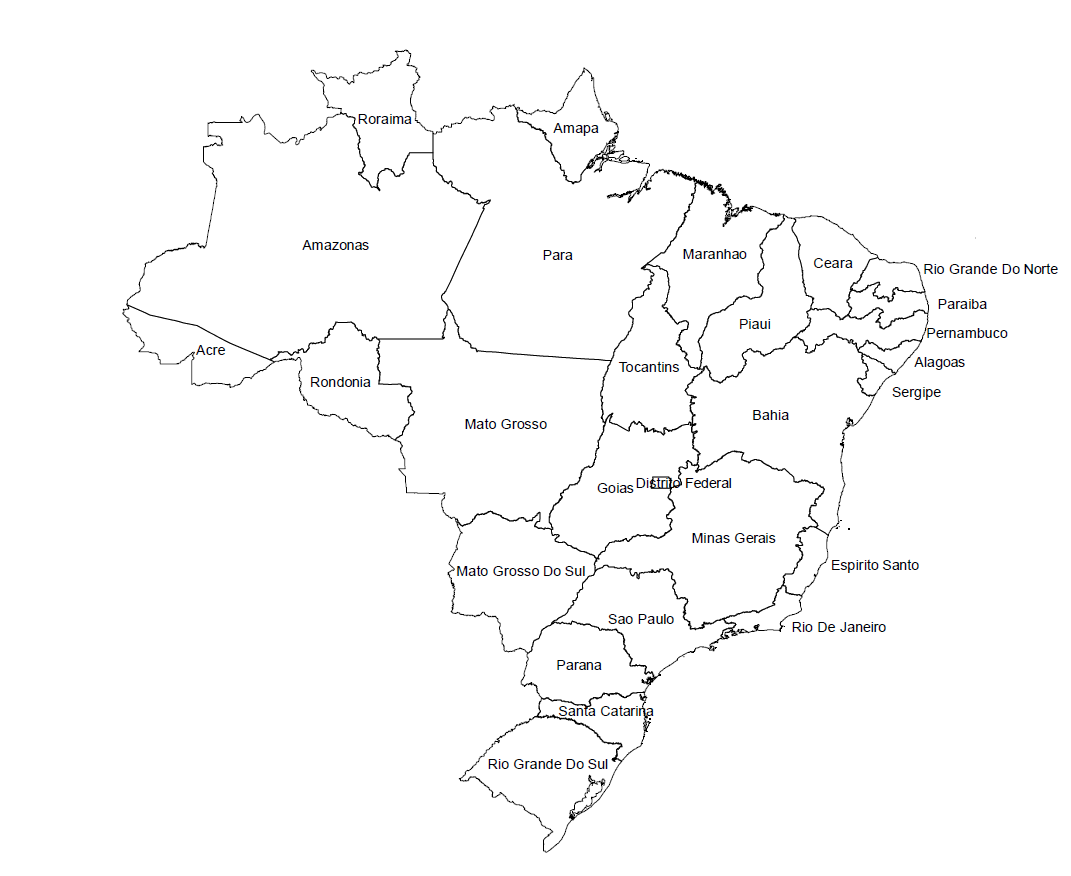 Roraima
Amapa
Amazonas
Para
Maranhao
Ceara
Rio Grande Do Norte
Paraiba
Piaui
Pernambuco
Acre
Alagoas
Tocantins
Rondonia
Sergipe
Bahia
Mato Grosso
Goias
Distrito Federal
Minas Gerais
Espirito Santo
Mato Grosso Do Sul
Sao Paulo
Rio De Janeiro
Parana
Santa Catarina
Rio Grande Do Sul